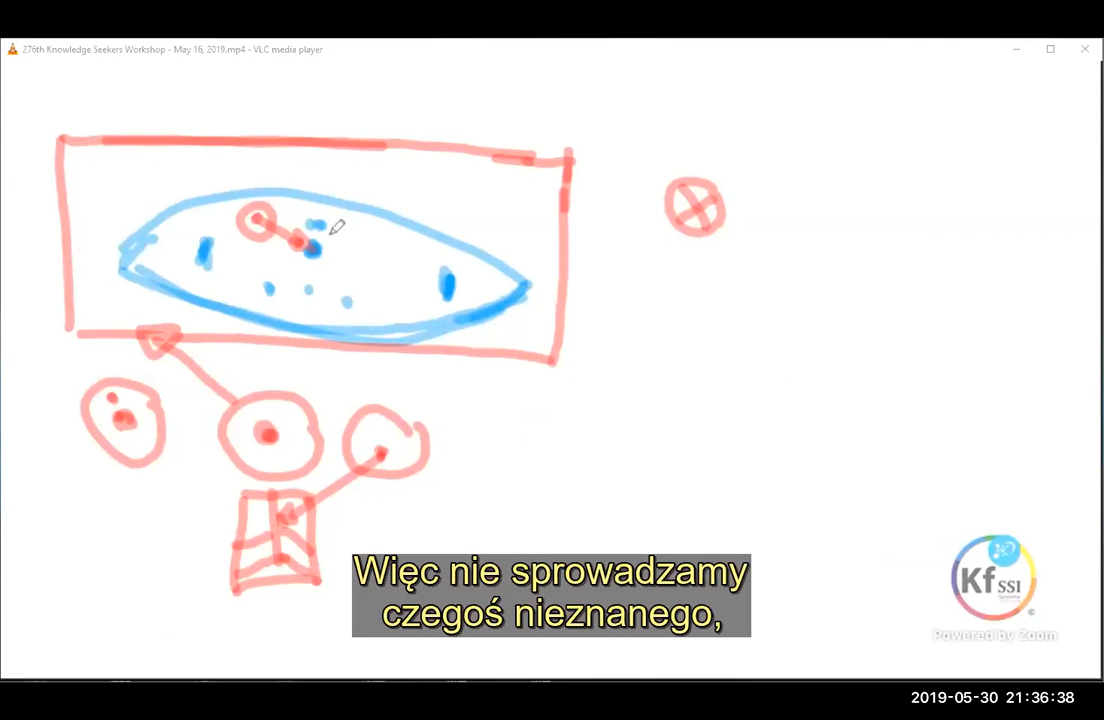 276th Knowledge Seekers Workshop - May 16, 2019.mp4 - VLC media player
Więc nie sprowadzamy
czegoś nieznanego,
Kf SSI
Powered by Zoom
2019-05-30 21:36:38